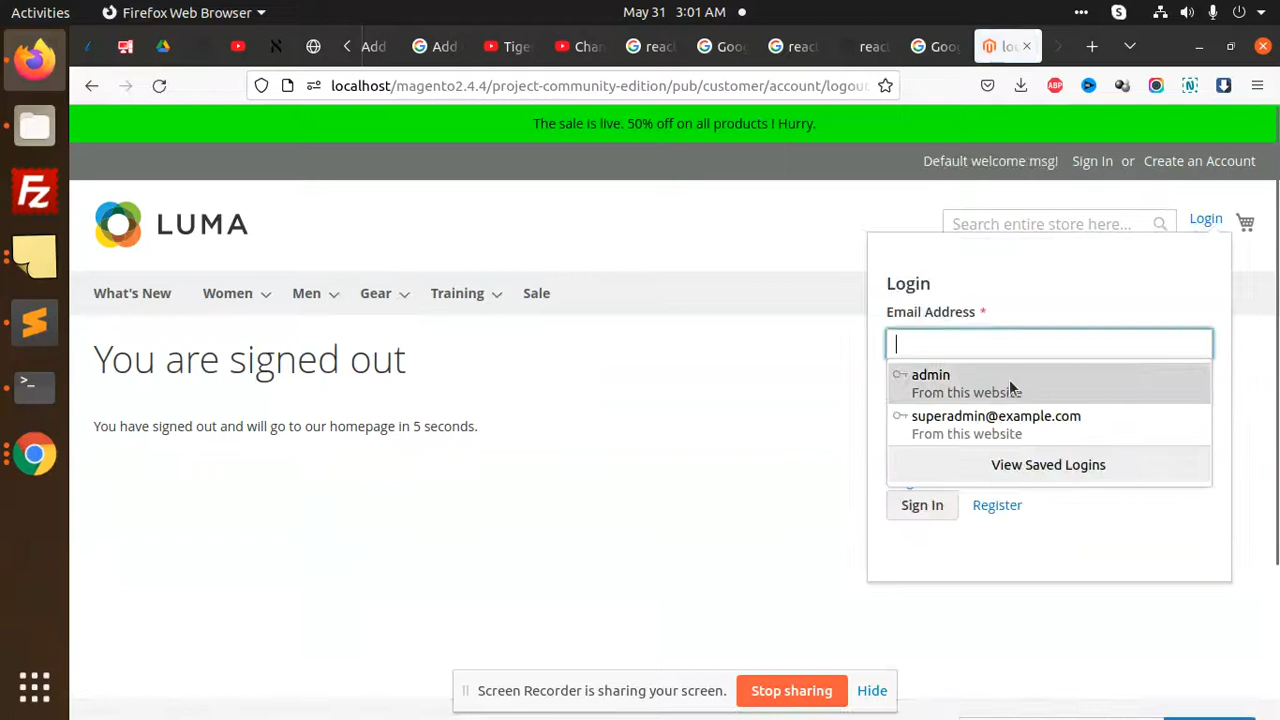 Activities
Firefox Web Browser
May 31 3:01 AM
Add
Add
Tige
Chan
reac
Goo
reac
reac
Goo
lo
localhost/magento2.4.4/project-community-edition/pub/customer/account/logout
ABP
The sale is live. 50% off on all products ! Hurry.
Default welcome msg! Sign In or Create an Account
LUMA
Search entire store here...
Login
What's New
Women
Men
Gear
Training
Sale
You are signed out
You have signed out and will go to our homepage in 5 seconds.
Login
Email Address *
admin
From this website
superadmin@example.com
From this website
View Saved Logins
Sign In
Register
Screen Recorder is sharing your screen.
Stop sharing
Hide